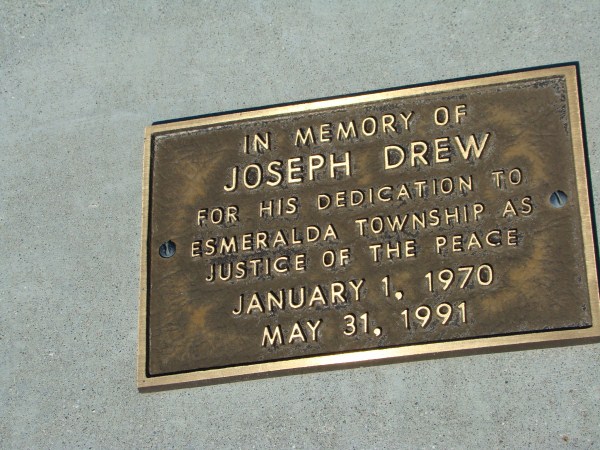 IN MEMORY OF
JOSEPH DREW
FOR HIS DEDICATION TO
ESMERALDA TOWNSHIP AS
JUSTICE OF THE PEACE
JANUARY 1, 1970
MAY 31, 1991